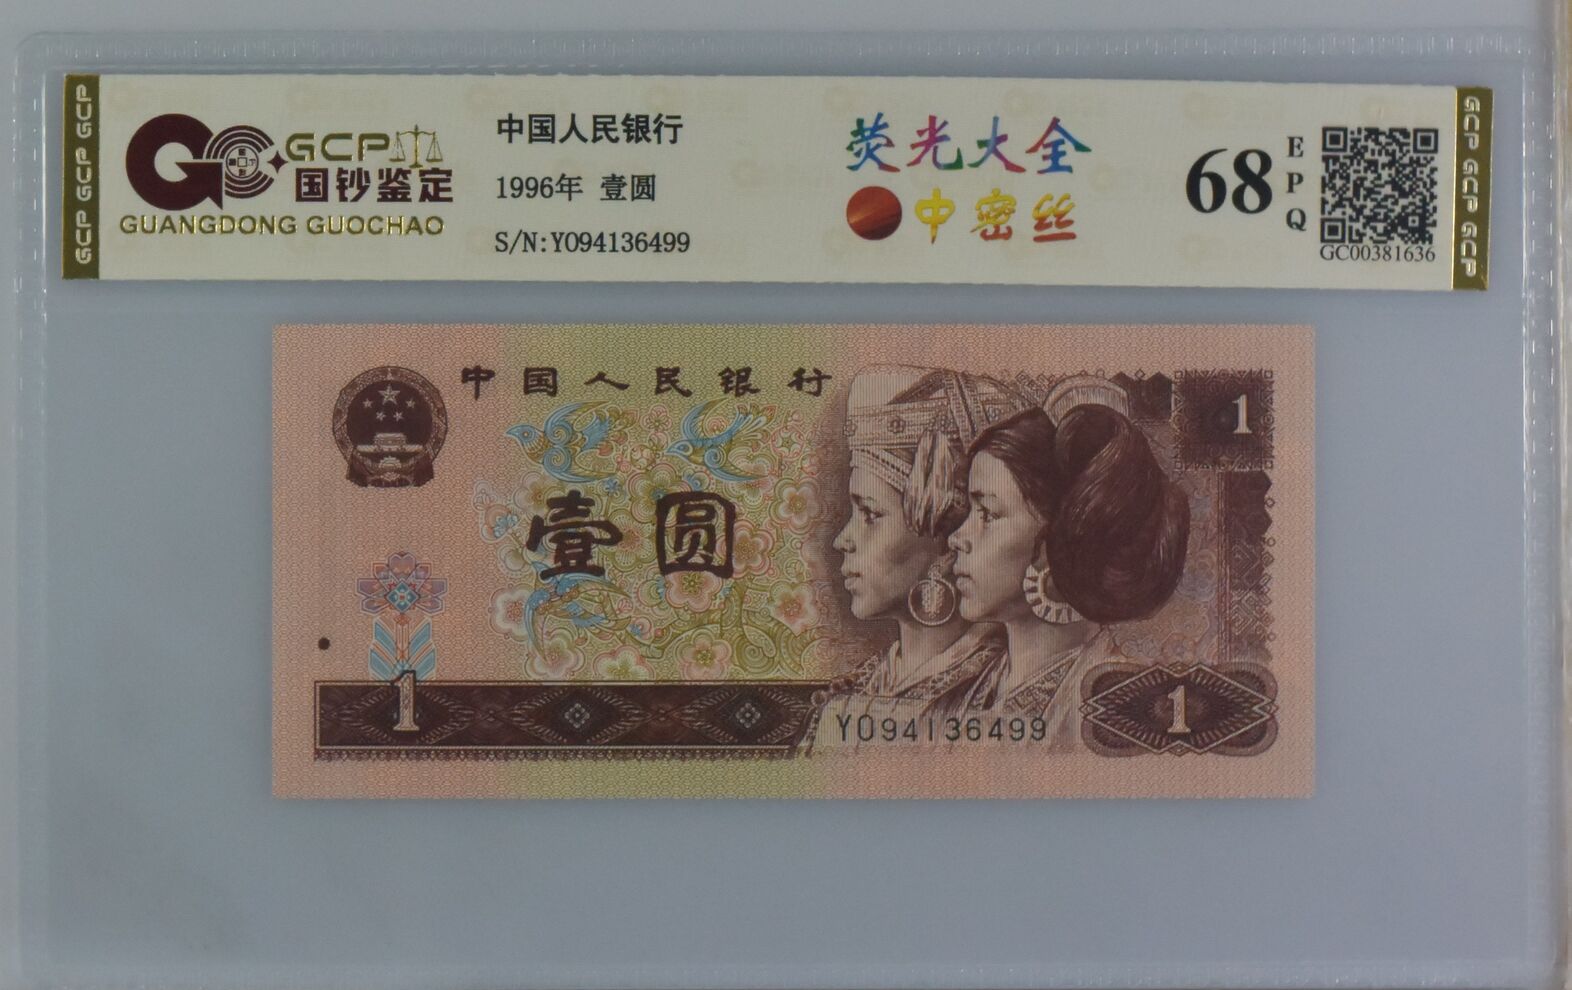 GCP GCP GCP
GCP
国钞鉴定
GUANGDONG GUOCHAO
中国人民银行
1996年 壹圆
S/N:YO94136499
荧光大全
中密丝
68
EPQ
GC00381636
GCP GCP GCP
中国人民银行
1
壹圆
1
YO94136499
1